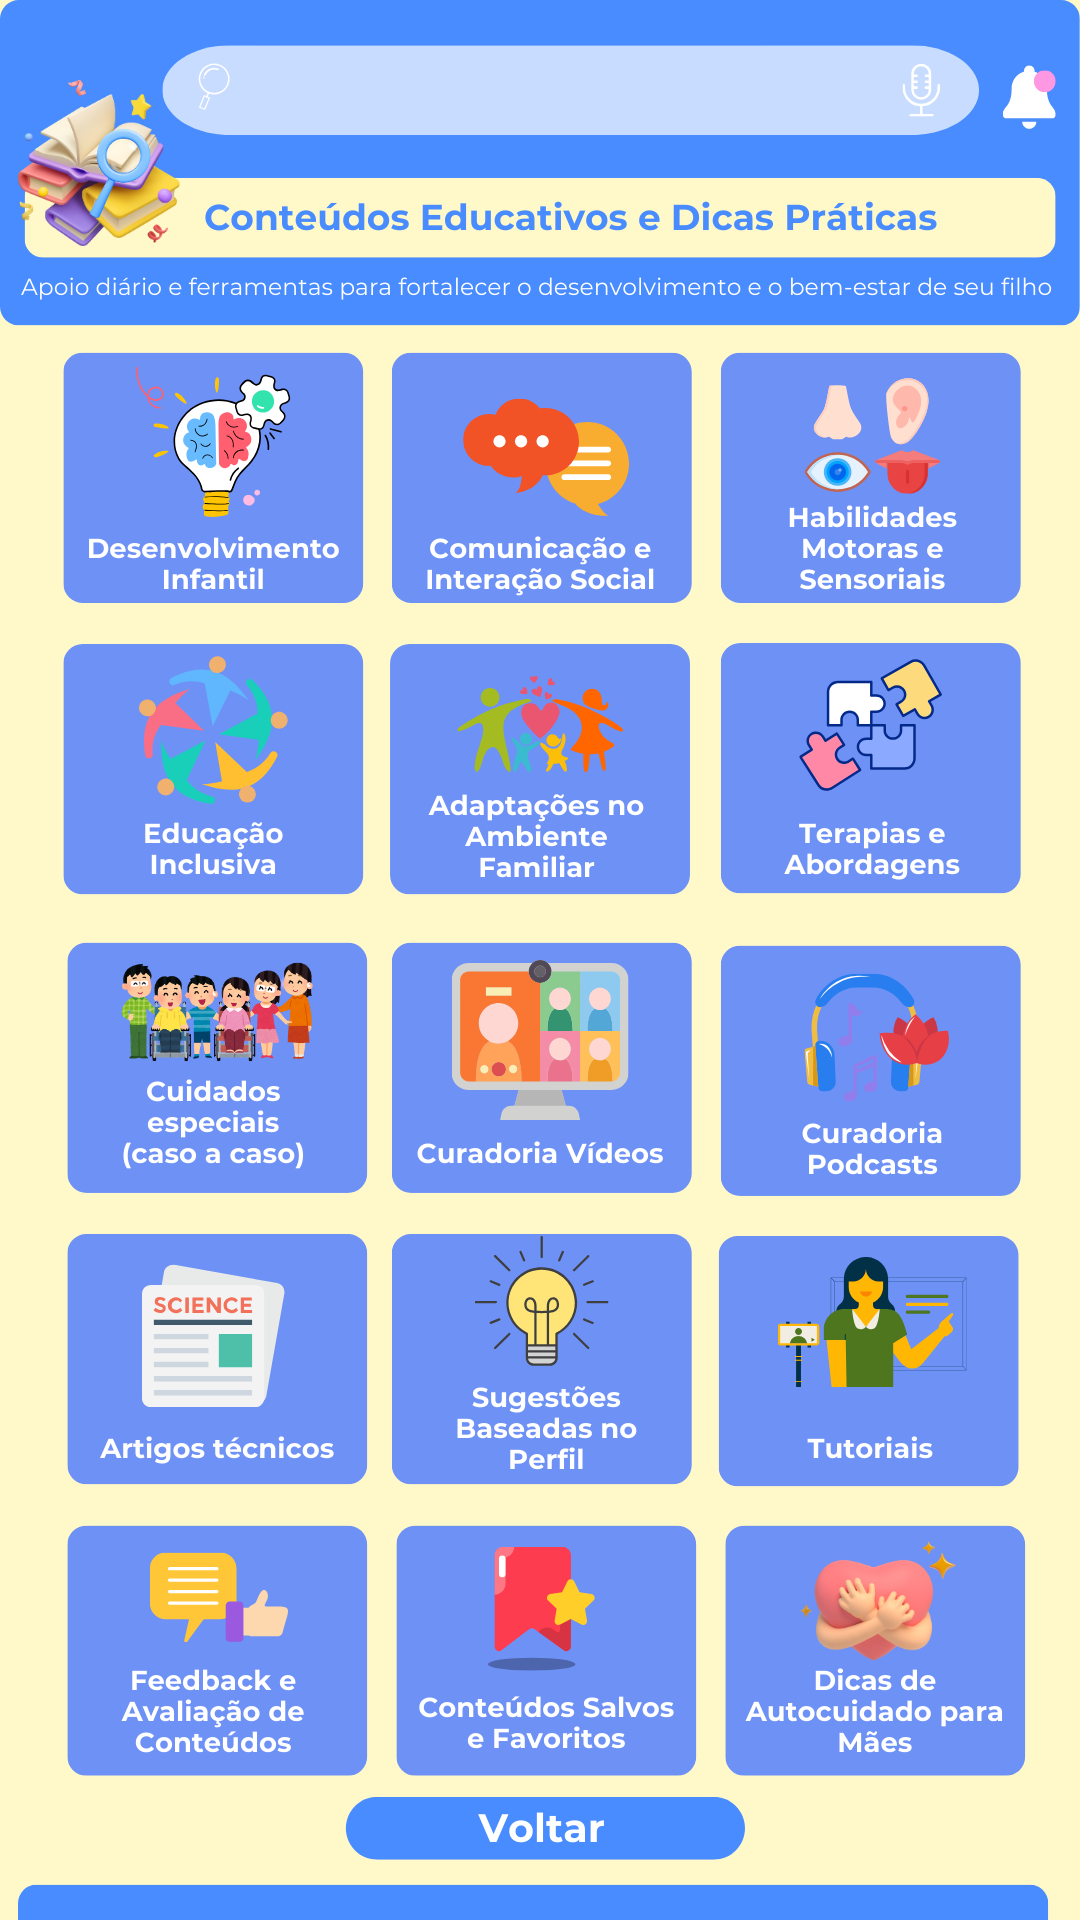 Conteúdos Educativos e Dicas Práticas
Apoio diário e ferramentas para fortalecer o desenvolvimento e o bem-estar de seu filho
Desenvolvimento
Infantil
Comunicação e
Interação Social
Habilidades
Motoras e
Sensoriais
Educação
Inclusiva
Adaptações no
Ambiente
Familiar
Terapias e
Abordagens
Cuidados
especiais
(caso a caso)
Curadoria Vídeos
Curadoria
Podcasts
SCIENCE
Artigos técnicos
Sugestões
Baseadas no
Perfil
Tutoriais
Feedback e
Avaliação de
Conteúdos
Conteúdos Salvos
e Favoritos
Dicas de
Autocuidado para
Mães
Voltar